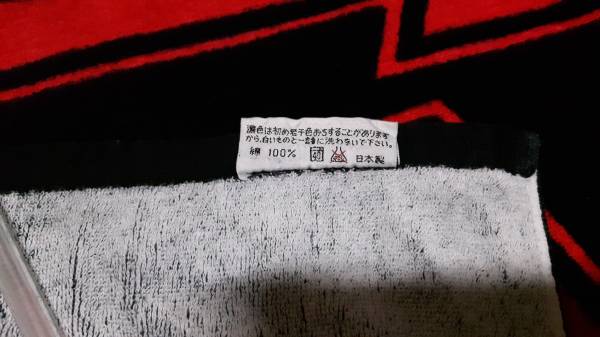 濃色は初め若干色おちすることがあります
から、白いものと一緒に洗わないで下さい。
綿 100% 日本製